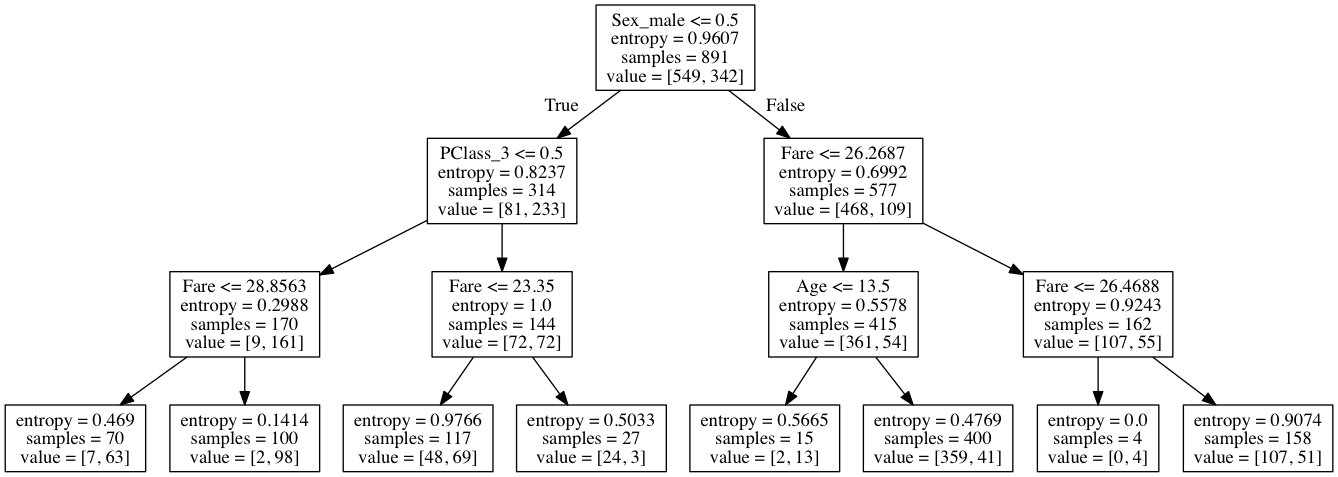 Sex_male <= 0.5
entropy = 0.9607
samples = 891
value = [549, 342]
True
False
PClass_3 <= 0.5
entropy = 0.8237
samples = 314
value = [81, 233]
Fare <= 26.2687
entropy = 0.6992
samples = 577
value = [468, 109]
Fare <= 28.8563
entropy = 0.2988
samples = 170
value = [9, 161]
Fare <= 23.35
entropy = 1.0
samples = 144
value = [72, 72]
Age <= 13.5
entropy = 0.5578
samples = 415
value = [361, 54]
Fare <= 26.4688
entropy = 0.9243
samples = 162
value = [107, 55]
entropy = 0.469
samples = 70
value = [7, 63]
entropy = 0.1414
samples = 100
value = [2, 98]
entropy = 0.9766
samples = 117
value = [48, 69]
entropy = 0.5033
samples = 27
value = [24, 3]
entropy = 0.5665
samples = 15
value = [2, 13]
entropy = 0.4769
samples = 400
value = [359, 41]
entropy = 0.0
samples = 4
value = [0, 4]
entropy = 0.9074
samples = 158
value = [107, 51]